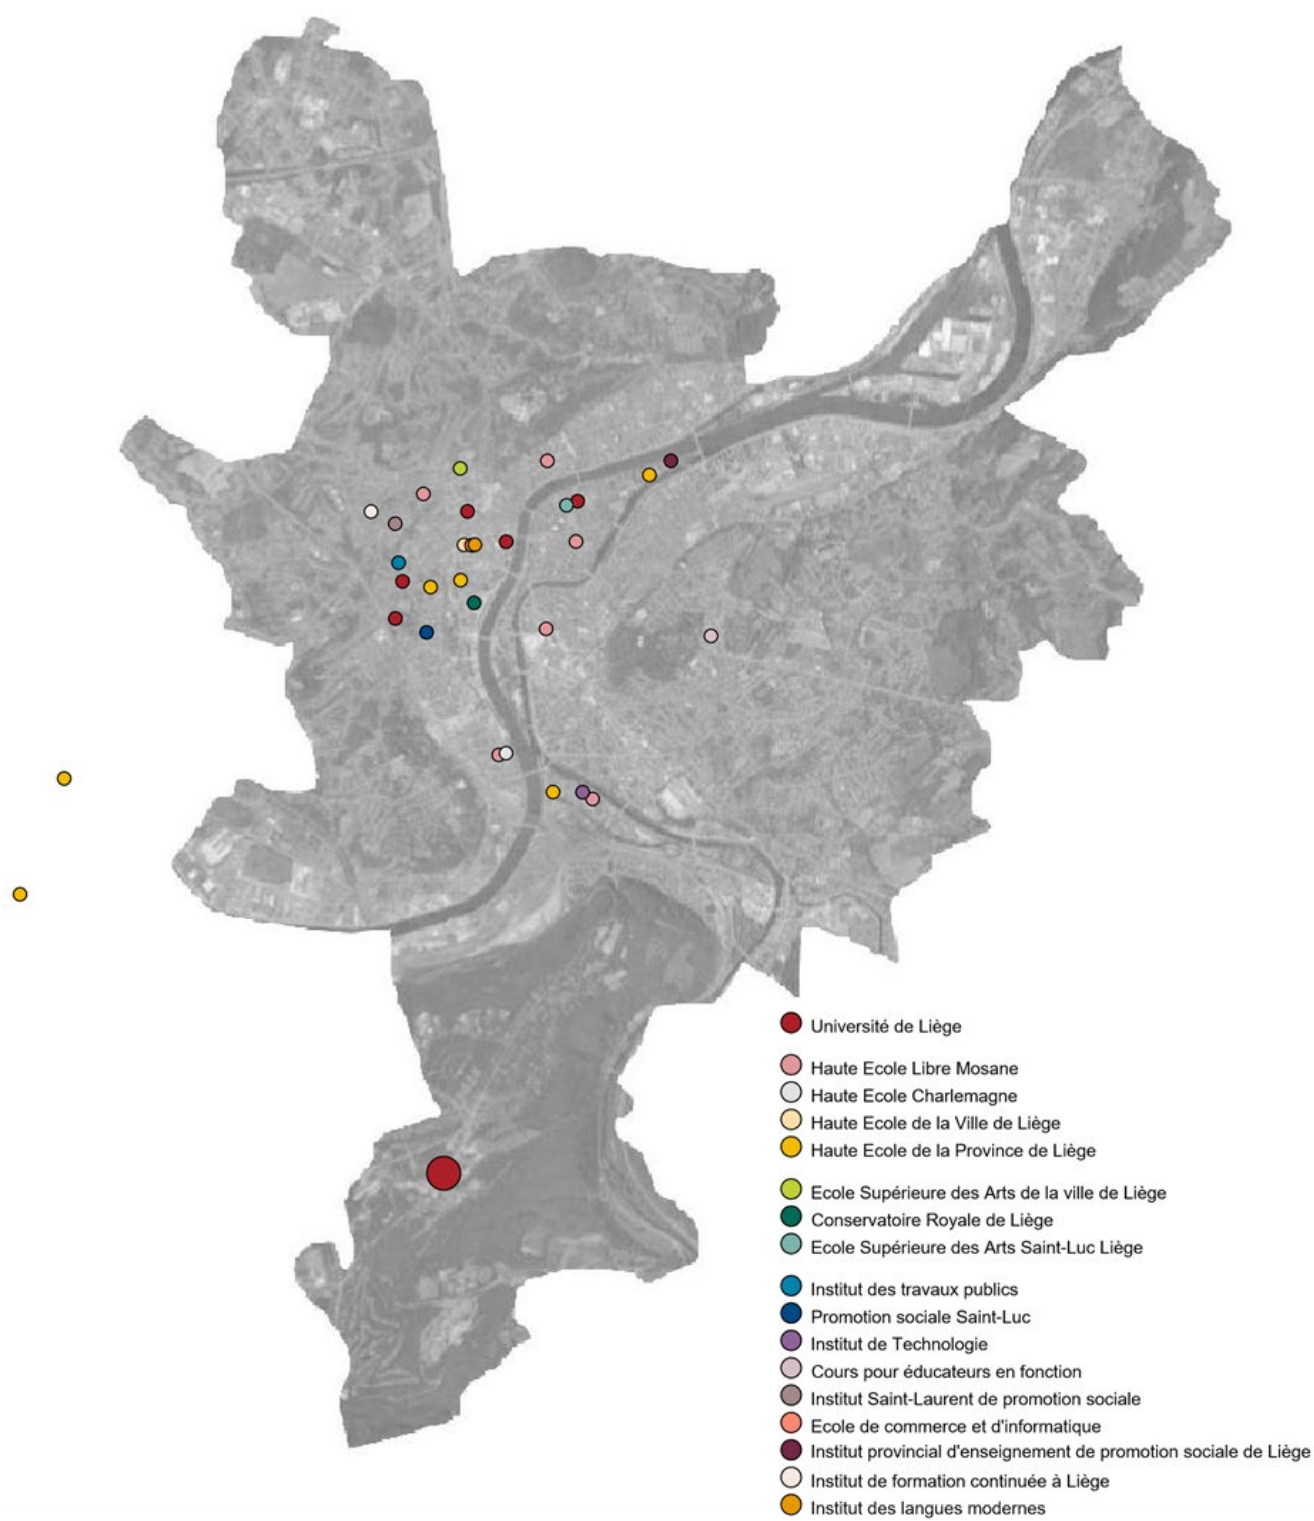 Université de Liège
Haute Ecole Libre Mosane
Haute Ecole Charlemagne
Haute Ecole de la Ville de Liège
Haute Ecole de la Province de Liège
Ecole Supérieure des Arts de la ville de Liège
Conservatoire Royale de Liège
Ecole Supérieure des Arts Saint-Luc Liège
Institut des travaux publics
Promotion sociale Saint-Luc
Institut de Technologie
Cours pour éducateurs en fonction
Institut Saint-Laurent de promotion sociale
Ecole de commerce et d'informatique
Institut provincial d'enseignement de promotion sociale de Liège
Institut de formation continuée à Liège
Institut des langues modernes